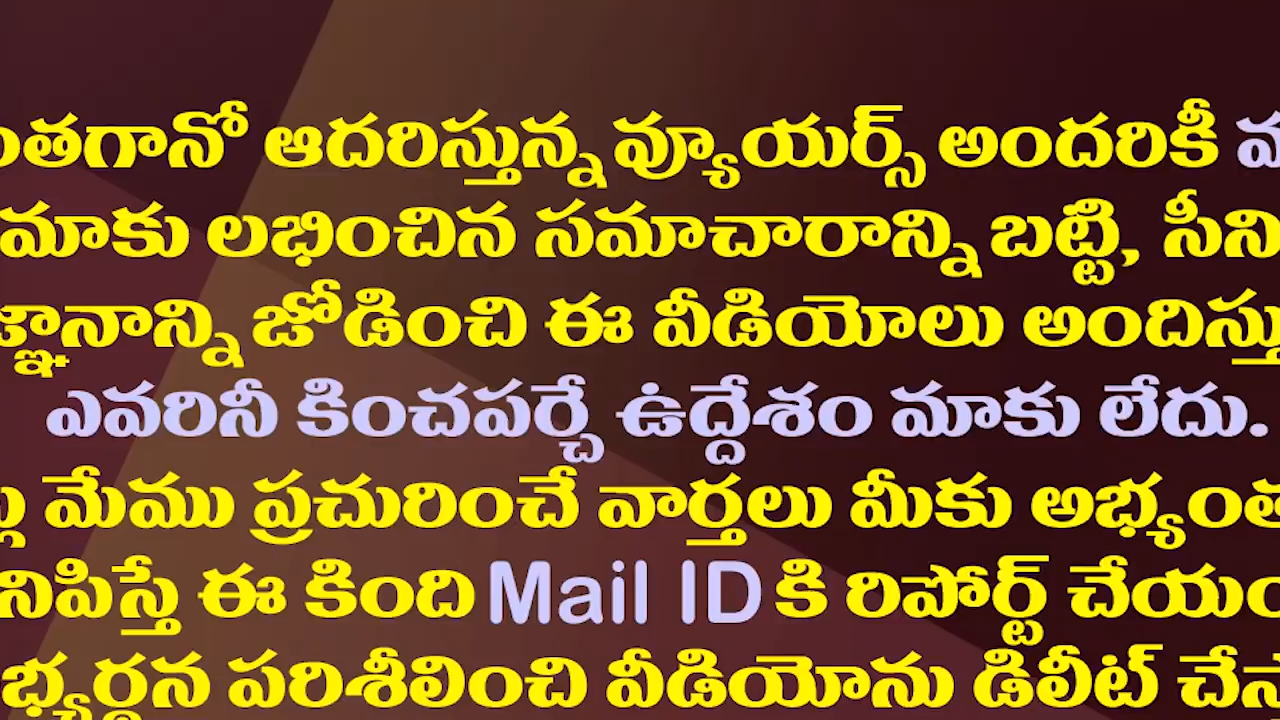 ంతగానో ఆదరిస్తున్న వ్యూయర్స్ అందరికీ
మాకు లభించిన సమాచారాన్ని బట్టి, సీని
జ్ఞానాన్ని జోడించి ఈ వీడియోలు అందిస్తు
ఎవరినీ కించపర్చే ఉద్దేశం మాకు లేదు.
మేము ప్రచురించే వార్తలు మీకు అభ్యంత
నిపిస్తే ఈ కింది Mail ID కి రిపోర్ట్ చేయం
భ్యర్థన పరిశీలించి వీడియోను డిలీట్ చేస